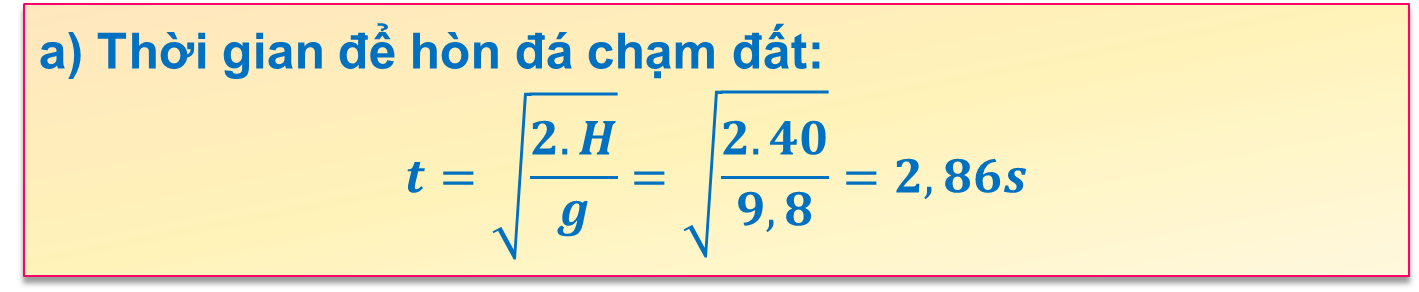 a) Thời gian để hòn đá chạm đất:
t = √(2.H/g) = √(2.40/9,8) = 2,86s